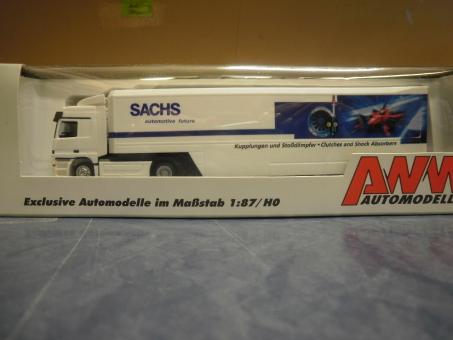 SACHS
automotive future
Kupplungen und Stoßdämpfer • Clutches and Shock Absorbers
AWM
AUTOMODELLE
Exclusive Automodelle im Maßstab 1:87/H0